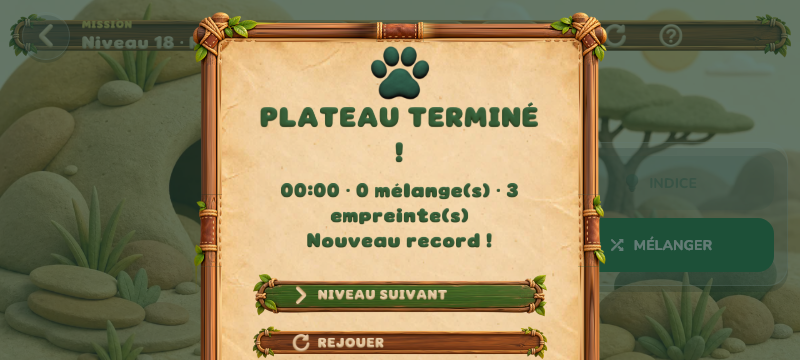 MISSION
Niveau 18 ·
PLATEAU TERMINÉ
!
00:00 · 0 mélange(s) · 3
empreinte(s)
Nouveau record !
INDICE
MÉLANGER
NIVEAU SUIVANT
REJOUER